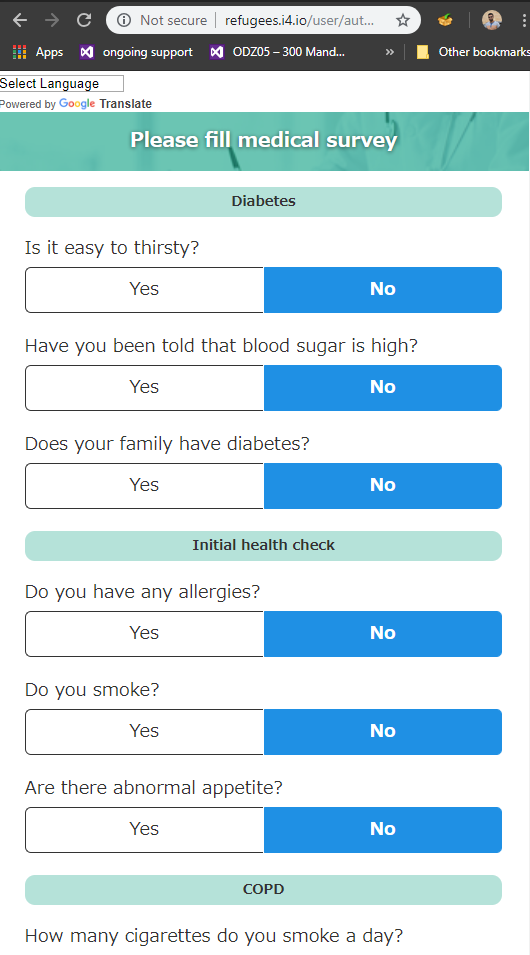 Not secure refugees.i4.io/user/aut...
Apps ongoing support ODZ05 – 300 Mand... » Other bookmarks
Select Language
Powered by Google Translate
Please fill medical survey
Diabetes
Is it easy to thirsty?
Yes No
Have you been told that blood sugar is high?
Yes No
Does your family have diabetes?
Yes No
Initial health check
Do you have any allergies?
Yes No
Do you smoke?
Yes No
Are there abnormal appetite?
Yes No
COPD
How many cigarettes do you smoke a day?